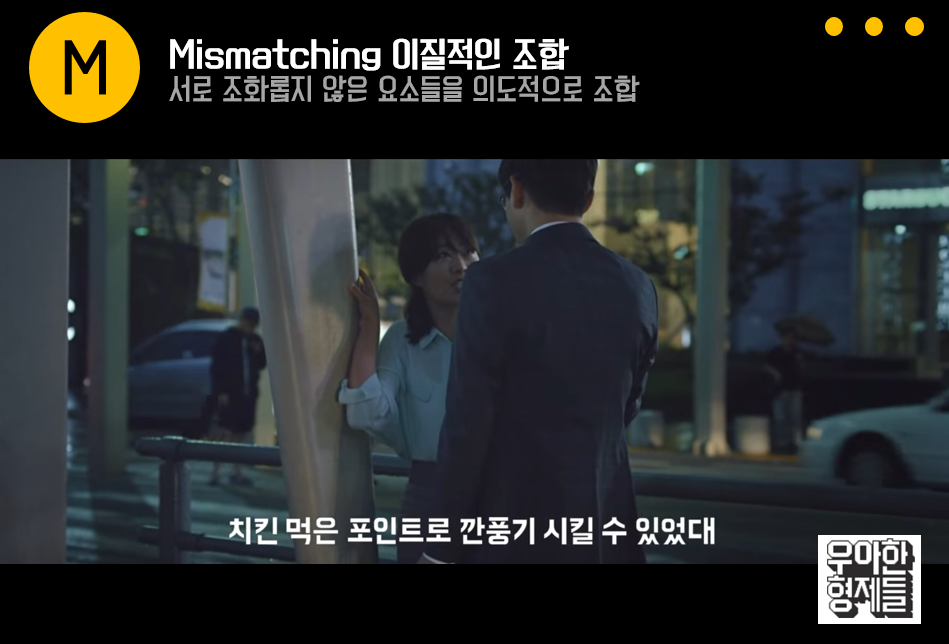 M
Mismatching 이질적인 조합
서로 조화롭지 않은 요소들을 의도적으로 조합
치킨 먹은 포인트로 깐풍기 시킬 수 있었대
우아한
형제들